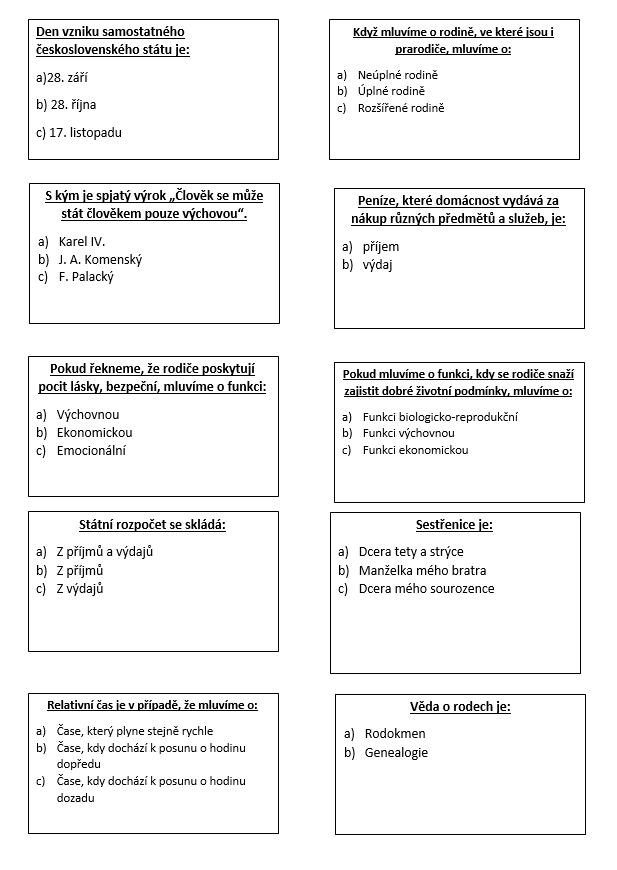 Den vzniku samostatného
československého státu je:
a)28. září
b) 28. října
c) 17. listopadu
Když mluvíme o rodině, ve které jsou i
prarodiče, mluvíme o:
a) Neúplné rodině
b) Úplné rodině
c) Rozšířené rodině
S kým je spjatý výrok „Člověk se může
stát člověkem pouze výchovou“.
a) Karel IV.
b) J. A. Komenský
c) F. Palacký
Peníze, které domácnost vydává za
nákup různých předmětů a služeb, je:
a) příjem
b) výdaj
Pokud řekneme, že rodiče poskytují
pocit lásky, bezpeční, mluvíme o funkci:
a) Výchovnou
b) Ekonomickou
c) Emocionální
Pokud mluvíme o funkci, kdy se rodiče snaží
zajistit dobré životní podmínky, mluvíme o:
a) Funkci biologicko-reprodukční
b) Funkci výchovnou
c) Funkci ekonomickou
Státní rozpočet se skládá:
a) Z příjmů a výdajů
b) Z příjmů
c) Z výdajů
Sestřenice je:
a) Dcera tety a strýce
b) Manželka mého bratra
c) Dcera mého sourozence
Relativní čas je v případě, že mluvíme o:
a) Čase, který plyne stejně rychle
b) Čase, kdy dochází k posunu o hodinu
dopředu
c) Čase, kdy dochází k posunu o hodinu
dozadu
Věda o rodech je:
a) Rodokmen
b) Genealogie